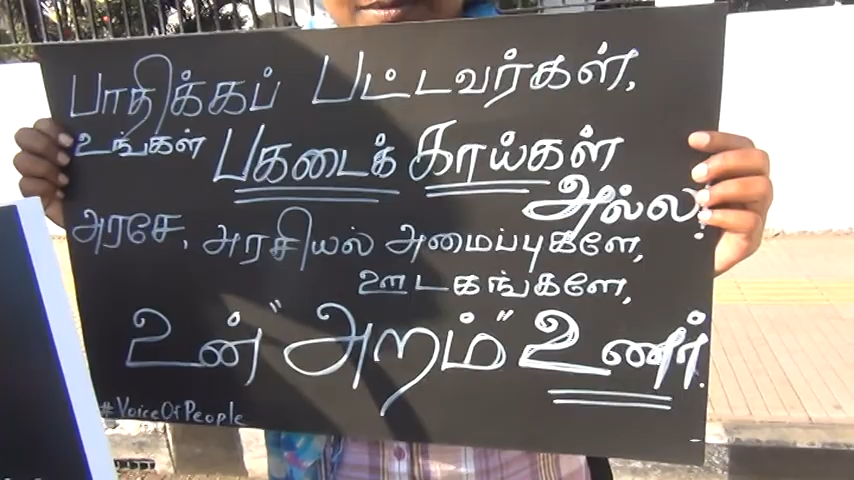 பாதிக்கப் பட்டவர்கள்,
உங்கள் பகடைக் காய்கள்
அல்ல.
அரசே, அரசியல் அமைப்புகளே,
ஊடகங்களே,
உன் "அறம்" உணர்.
#VoiceOfPeople